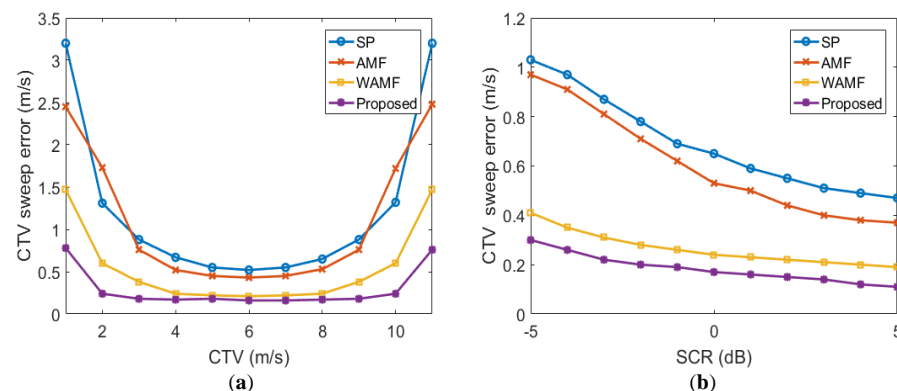 3.5
3
2.5
2
1.5
1
0.5
0
2
4
6
8
10
CTV sweep error (m/s)
CTV (m/s)
SP
AMF
WAMF
Proposed
(a)
1.2
1
0.8
0.6
0.4
0.2
0
-5
0
5
CTV sweep error (m/s)
SCR (dB)
SP
AMF
WAMF
Proposed
(b)